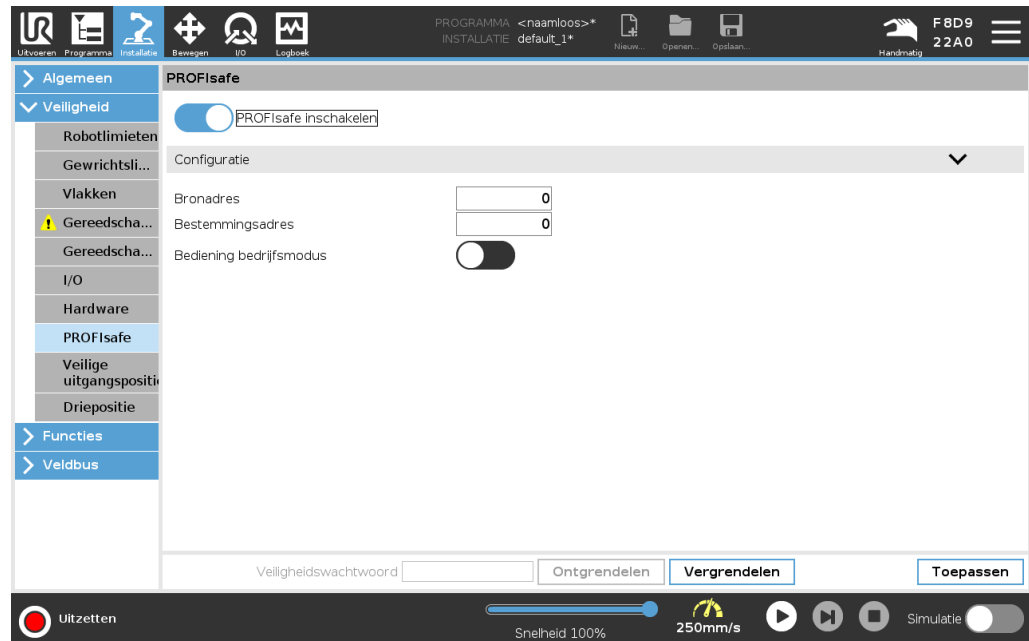 UR
PROGRAMMA <naamloos>*
INSTALLATIE default_1*
Uitvoeren Programma Installatie Bewegen I/O Logboek
Nieuw... Openen... Opslaan...
Handmatig
F8D9
22A0
Algemeen
Veiligheid
Robotlimieten
Gewrichtsli...
Vlakken
Gereedscha...
Gereedscha...
I/O
Hardware
PROFIsafe
Veilige
uitgangspositi
Driepositie
Functies
Veldbus
PROFIsafe
PROFIsafe inschakelen
Configuratie
Bronadres 0
Bestemmingsadres 0
Bediening bedrijfsmodus
Veiligheidswachtwoord Ontgrendelen Vergrendelen Toepassen
Uitzetten
Snelheid 100%
250mm/s
Simulatie